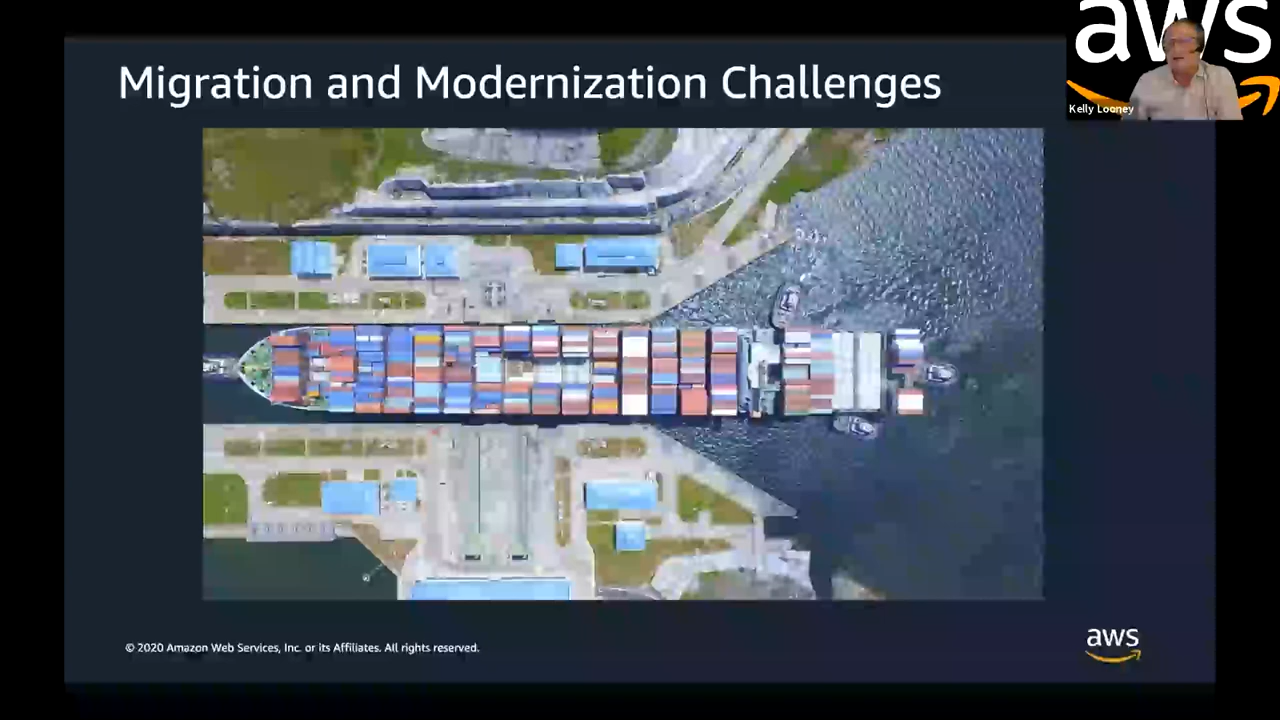 Migration and Modernization Challenges
aws
Kelly Looney
© 2020 Amazon Web Services, Inc. or its Affiliates. All rights reserved.
aws